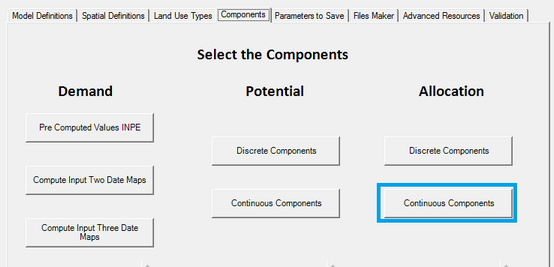 Model Definitions Spatial Definitions Land Use Types Components Parameters to Save Files Maker Advanced Resources Validation
Select the Components
Demand Potential Allocation
Pre Computed Values INPE
Discrete Components Discrete Components
Compute Input Two Date Maps
Continuous Components Continuous Components
Compute Input Three Date
Maps